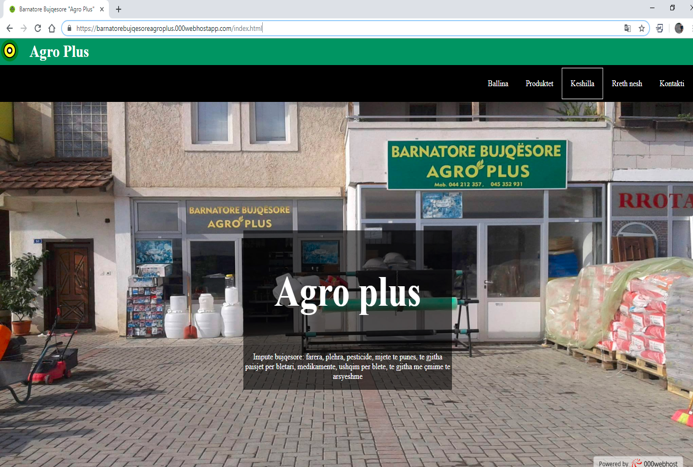 Barnatore Bujqesore "Agro Plus"
https://barnatorebujqesoreagroplus.000webhostapp.com/index.html
Agro Plus
Ballina Produktet Keshilla Rreth nesh Kontakti
BARNATORE BUJQËSORE
AGRO PLUS
Mob: 044 212 357, 045 352 931
BARNATORE BUJQËSORE
AGRO PLUS
RROTA
Agro plus
Impute bujqesore: farera, plehra, pesticide, mjete te punes, te gjitha
paisjet per bletari, medikamente, ushqim per blete, te gjitha me çmime te
arsyeshme
Powered by 000webhost